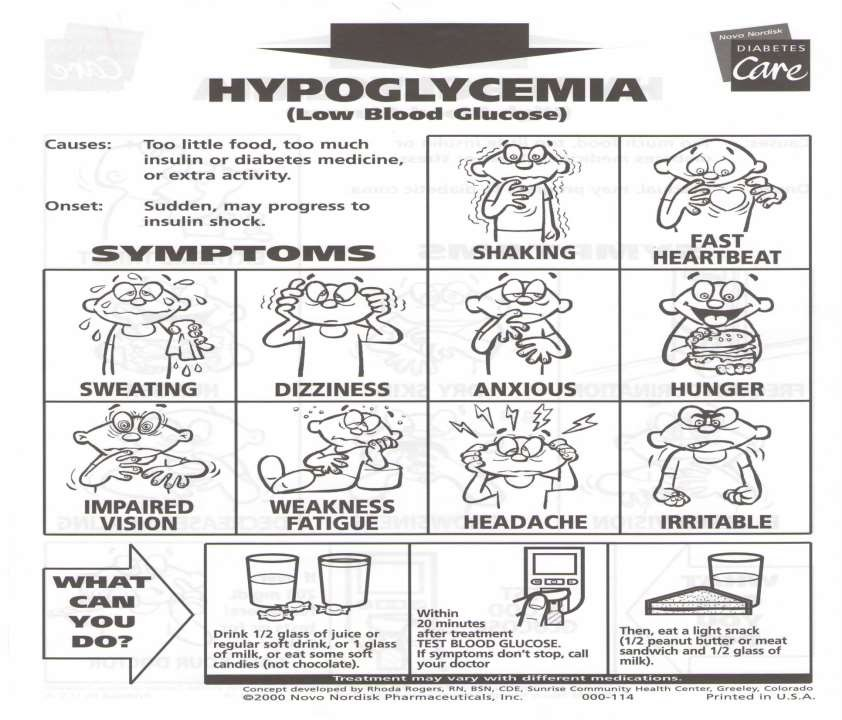 Novo Nordisk
DIABETES
Care
HYPOGLYCEMIA
(Low Blood Glucose)
Causes: Too little food, too much
insulin or diabetes medicine,
or extra activity.
Onset: Sudden, may progress to
insulin shock.
SYMPTOMS
SHAKING
FAST
HEARTBEAT
SWEATING
DIZZINESS
ANXIOUS
HUNGER
IMPAIRED
VISION
WEAKNESS
FATIGUE
HEADACHE
IRRITABLE
WHAT
CAN
YOU
DO?
Drink 1/2 glass of juice or
regular soft drink, or 1 glass
of milk, or eat some soft
candies (not chocolate).
Within
20 minutes
after treatment
TEST BLOOD GLUCOSE.
If symptoms don't stop, call
your doctor
Then, eat a light snack
(1/2 peanut butter or meat
sandwich and 1/2 glass of
milk).
Treatment may vary with different medications.
Concept developed by Rhoda Rogers, RN, BSN, CDE, Sunrise Community Health Center, Greeley, Colorado
©2000 Novo Nordisk Pharmaceuticals, Inc. 000-114 Printed in U.S.A.